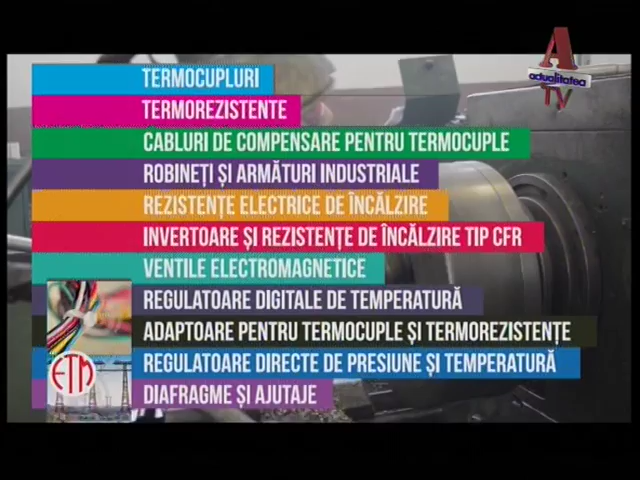 A
actualitatea
TV
TERMOCUPLURI
TERMOREZISTENTE
CABLURI DE COMPENSARE PENTRU TERMOCUPLE
ROBINEȚI ȘI ARMĂTURI INDUSTRIALE
REZISTENȚE ELECTRICE DE ÎNCĂLZIRE
INVERTOARE ȘI REZISTENȚE DE ÎNCĂLZIRE TIP CFR
VENTILE ELECTROMAGNETICE
REGULATOARE DIGITALE DE TEMPERATURĂ
ADAPTOARE PENTRU TERMOCUPLE ȘI TERMOREZISTENȚE
REGULATOARE DIRECTE DE PRESIUNE ȘI TEMPERATURĂ
ETM
DIAFRAGME ȘI AJUTAJE